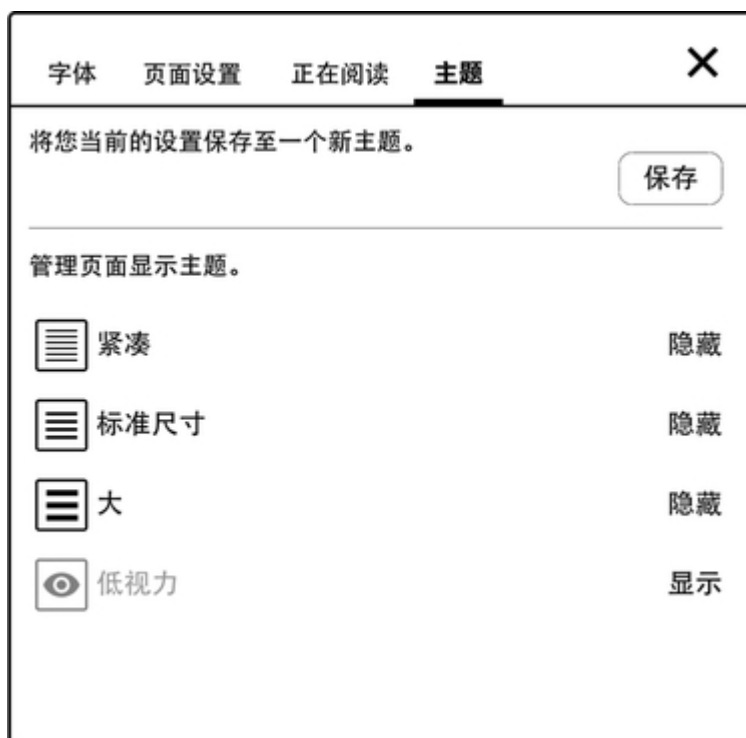 字体 页面设置 正在阅读 主题
将您当前的设置保存至一个新主题。
保存
管理页面显示主题。
紧凑 隐藏
标准尺寸 隐藏
大 隐藏
低视力 显示